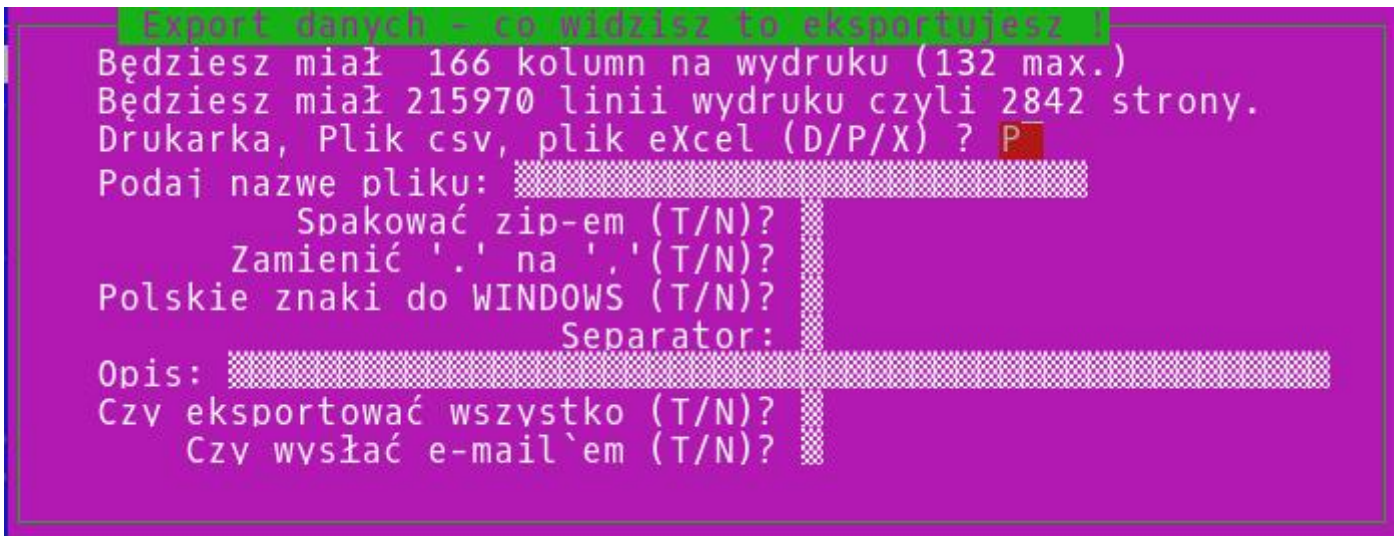 Export danych - co widzisz to eksportujesz !
Będziesz miał  166 kolumn na wydruku (132 max.)
Będziesz miał 215970 linii wydruku czyli 2842 strony.
Drukarka, Plik csv, plik eXcel (D/P/X) ? P
Podaj nazwę pliku:
Spakować zip-em (T/N)?
Zamienić '.' na ','(T/N)?
Polskie znaki do WINDOWS (T/N)?
Separator:
Opis:
Czy eksportować wszystko (T/N)?
Czy wysłać e-mail`em (T/N)?